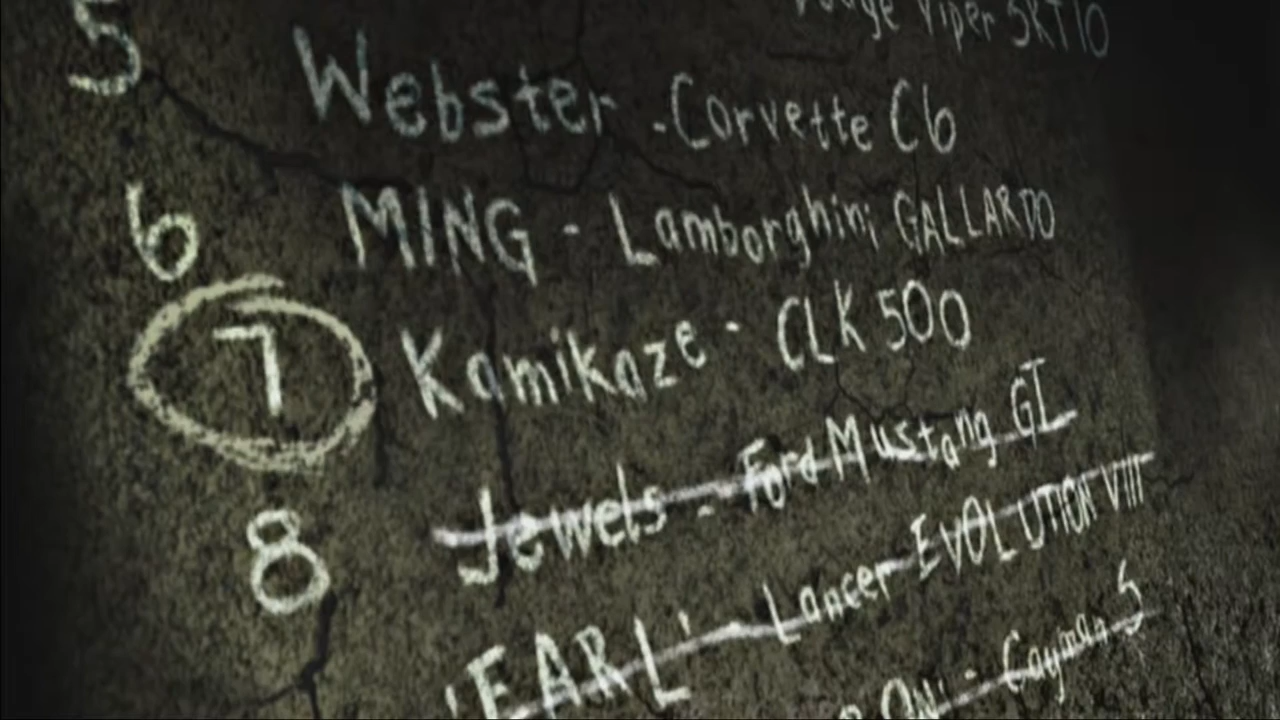 Viper SRT10
5 Webster - Corvette C6
6 MING - Lamborghini GALLARDO
7 Kamikaze - CLK 500
8 Jewels - Ford Mustang GT
'EARL' - Lancer EVOLUTION VIII
- Cayman S